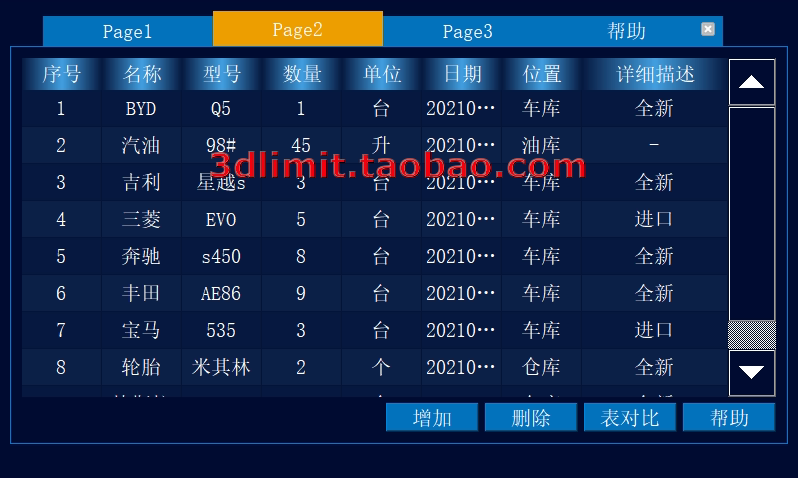 Page1 Page2 Page3 帮助
序号 名称 型号 数量 单位 日期 位置 详细描述
1 BYD Q5 1 台 20210… 车库 全新
2 汽油 98# 45 升 20210… 油库 -
3dlimit.taobao.com
3 吉利 星越s 3 台 20210… 车库 全新
4 三菱 EVO 5 台 20210… 车库 进口
5 奔驰 s450 8 台 20210… 车库 全新
6 丰田 AE86 9 台 20210… 车库 全新
7 宝马 535 3 台 20210… 车库 进口
8 轮胎 米其林 2 个 20210… 仓库 全新
增加 删除 表对比 帮助